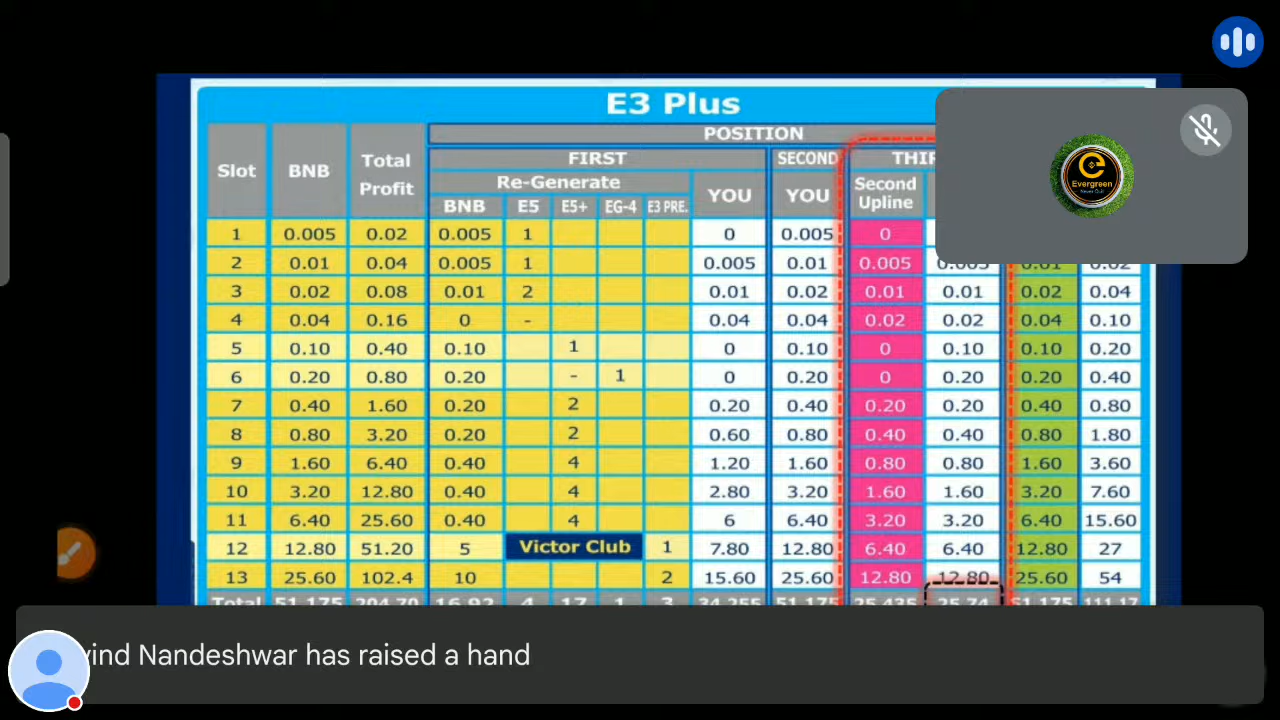 E3 Plus
POSITION
FIRST SECOND
Slot BNB Total Profit Re-Generate YOU YOU Second Upline
BNB E5 E5+ EG-4 E3 PRE.
1 0.005 0.02 0.005 1 0 0.005 0
2 0.01 0.04 0.005 1 0.005 0.01 0.005
3 0.02 0.08 0.01 2 0.01 0.02 0.01 0.01 0.02 0.04
4 0.04 0.16 0 - 0.04 0.04 0.02 0.02 0.04 0.10
5 0.10 0.40 0.10 1 0 0.10 0 0.10 0.10 0.20
6 0.20 0.80 0.20 - 1 0 0.20 0 0.20 0.20 0.40
7 0.40 1.60 0.20 2 0.20 0.40 0.20 0.20 0.40 0.80
8 0.80 3.20 0.20 2 0.60 0.80 0.40 0.40 0.80 1.80
9 1.60 6.40 0.40 4 1.20 1.60 0.80 0.80 1.60 3.60
10 3.20 12.80 0.40 4 2.80 3.20 1.60 1.60 3.20 7.60
11 6.40 25.60 0.40 4 6 6.40 3.20 3.20 6.40 15.60
12 12.80 51.20 5 Victor Club 1 7.80 12.80 6.40 6.40 12.80 27
13 25.60 102.4 10 2 15.60 25.60 12.80 12.80 25.60 54
Evergreen
Never Quit
Nandeshwar has raised a hand